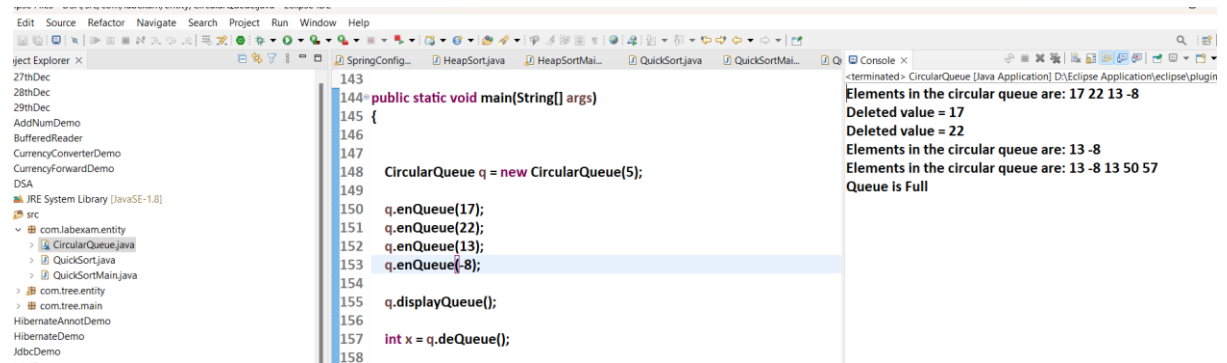 Edit Source Refactor Navigate Search Project Run Window Help
ject Explorer ×
27thDec
28thDec
29thDec
AddNumDemo
BufferedReader
CurrencyConverterDemo
CurrencyForwardDemo
DSA
JRE System Library [JavaSE-1.8]
src
com.labexam.entity
CircularQueue.java
QuickSort.java
QuickSortMain.java
com.tree.entity
com.tree.main
HibernateAnnotDemo
HibernateDemo
JdbcDemo
SpringConfig... HeapSort.java HeapSortMai... QuickSort.java QuickSortMai...
143
144 public static void main(String[] args)
145 {
146
147
148 CircularQueue q = new CircularQueue(5);
149
150 q.enQueue(17);
151 q.enQueue(22);
152 q.enQueue(13);
153 q.enQueue(-8);
154
155 q.displayQueue();
156
157 int x = q.deQueue();
158
Console ×
<terminated> CircularQueue [Java Application] D:\Eclipse Application\eclipse\plugin
Elements in the circular queue are: 17 22 13 -8
Deleted value = 17
Deleted value = 22
Elements in the circular queue are: 13 -8
Elements in the circular queue are: 13 -8 13 50 57
Queue is Full